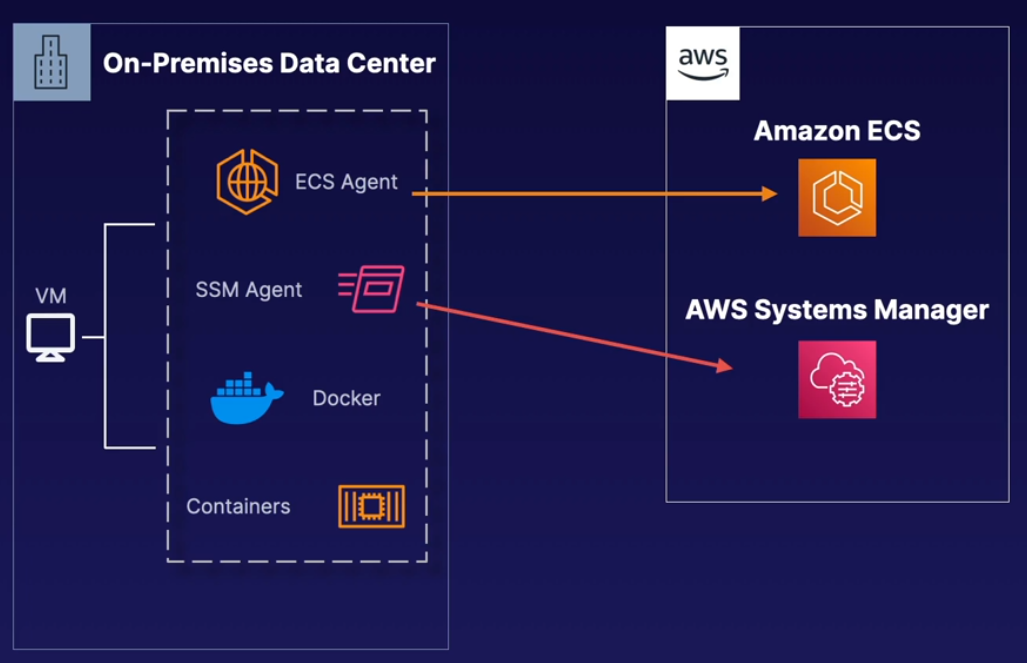 On-Premises Data Center
aws
Amazon ECS
ECS Agent
SSM Agent
VM
AWS Systems Manager
Docker
Containers